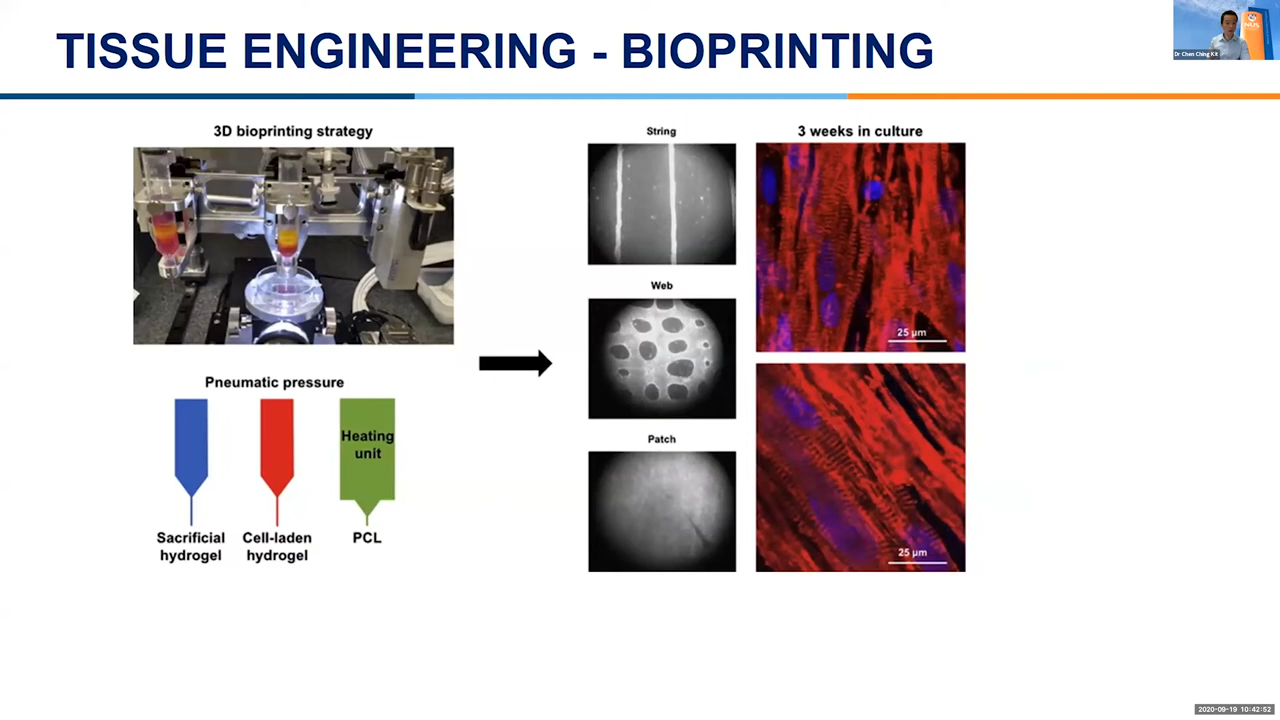 TISSUE ENGINEERING - BIOPRINTING
NUS
Dr Chen Ching Kit
3D bioprinting strategy
Pneumatic pressure
Heating
unit
Sacrificial
hydrogel
Cell-laden
hydrogel
PCL
String
Web
Patch
3 weeks in culture
25 µm
25 µm
2020-09-19 10:42:52